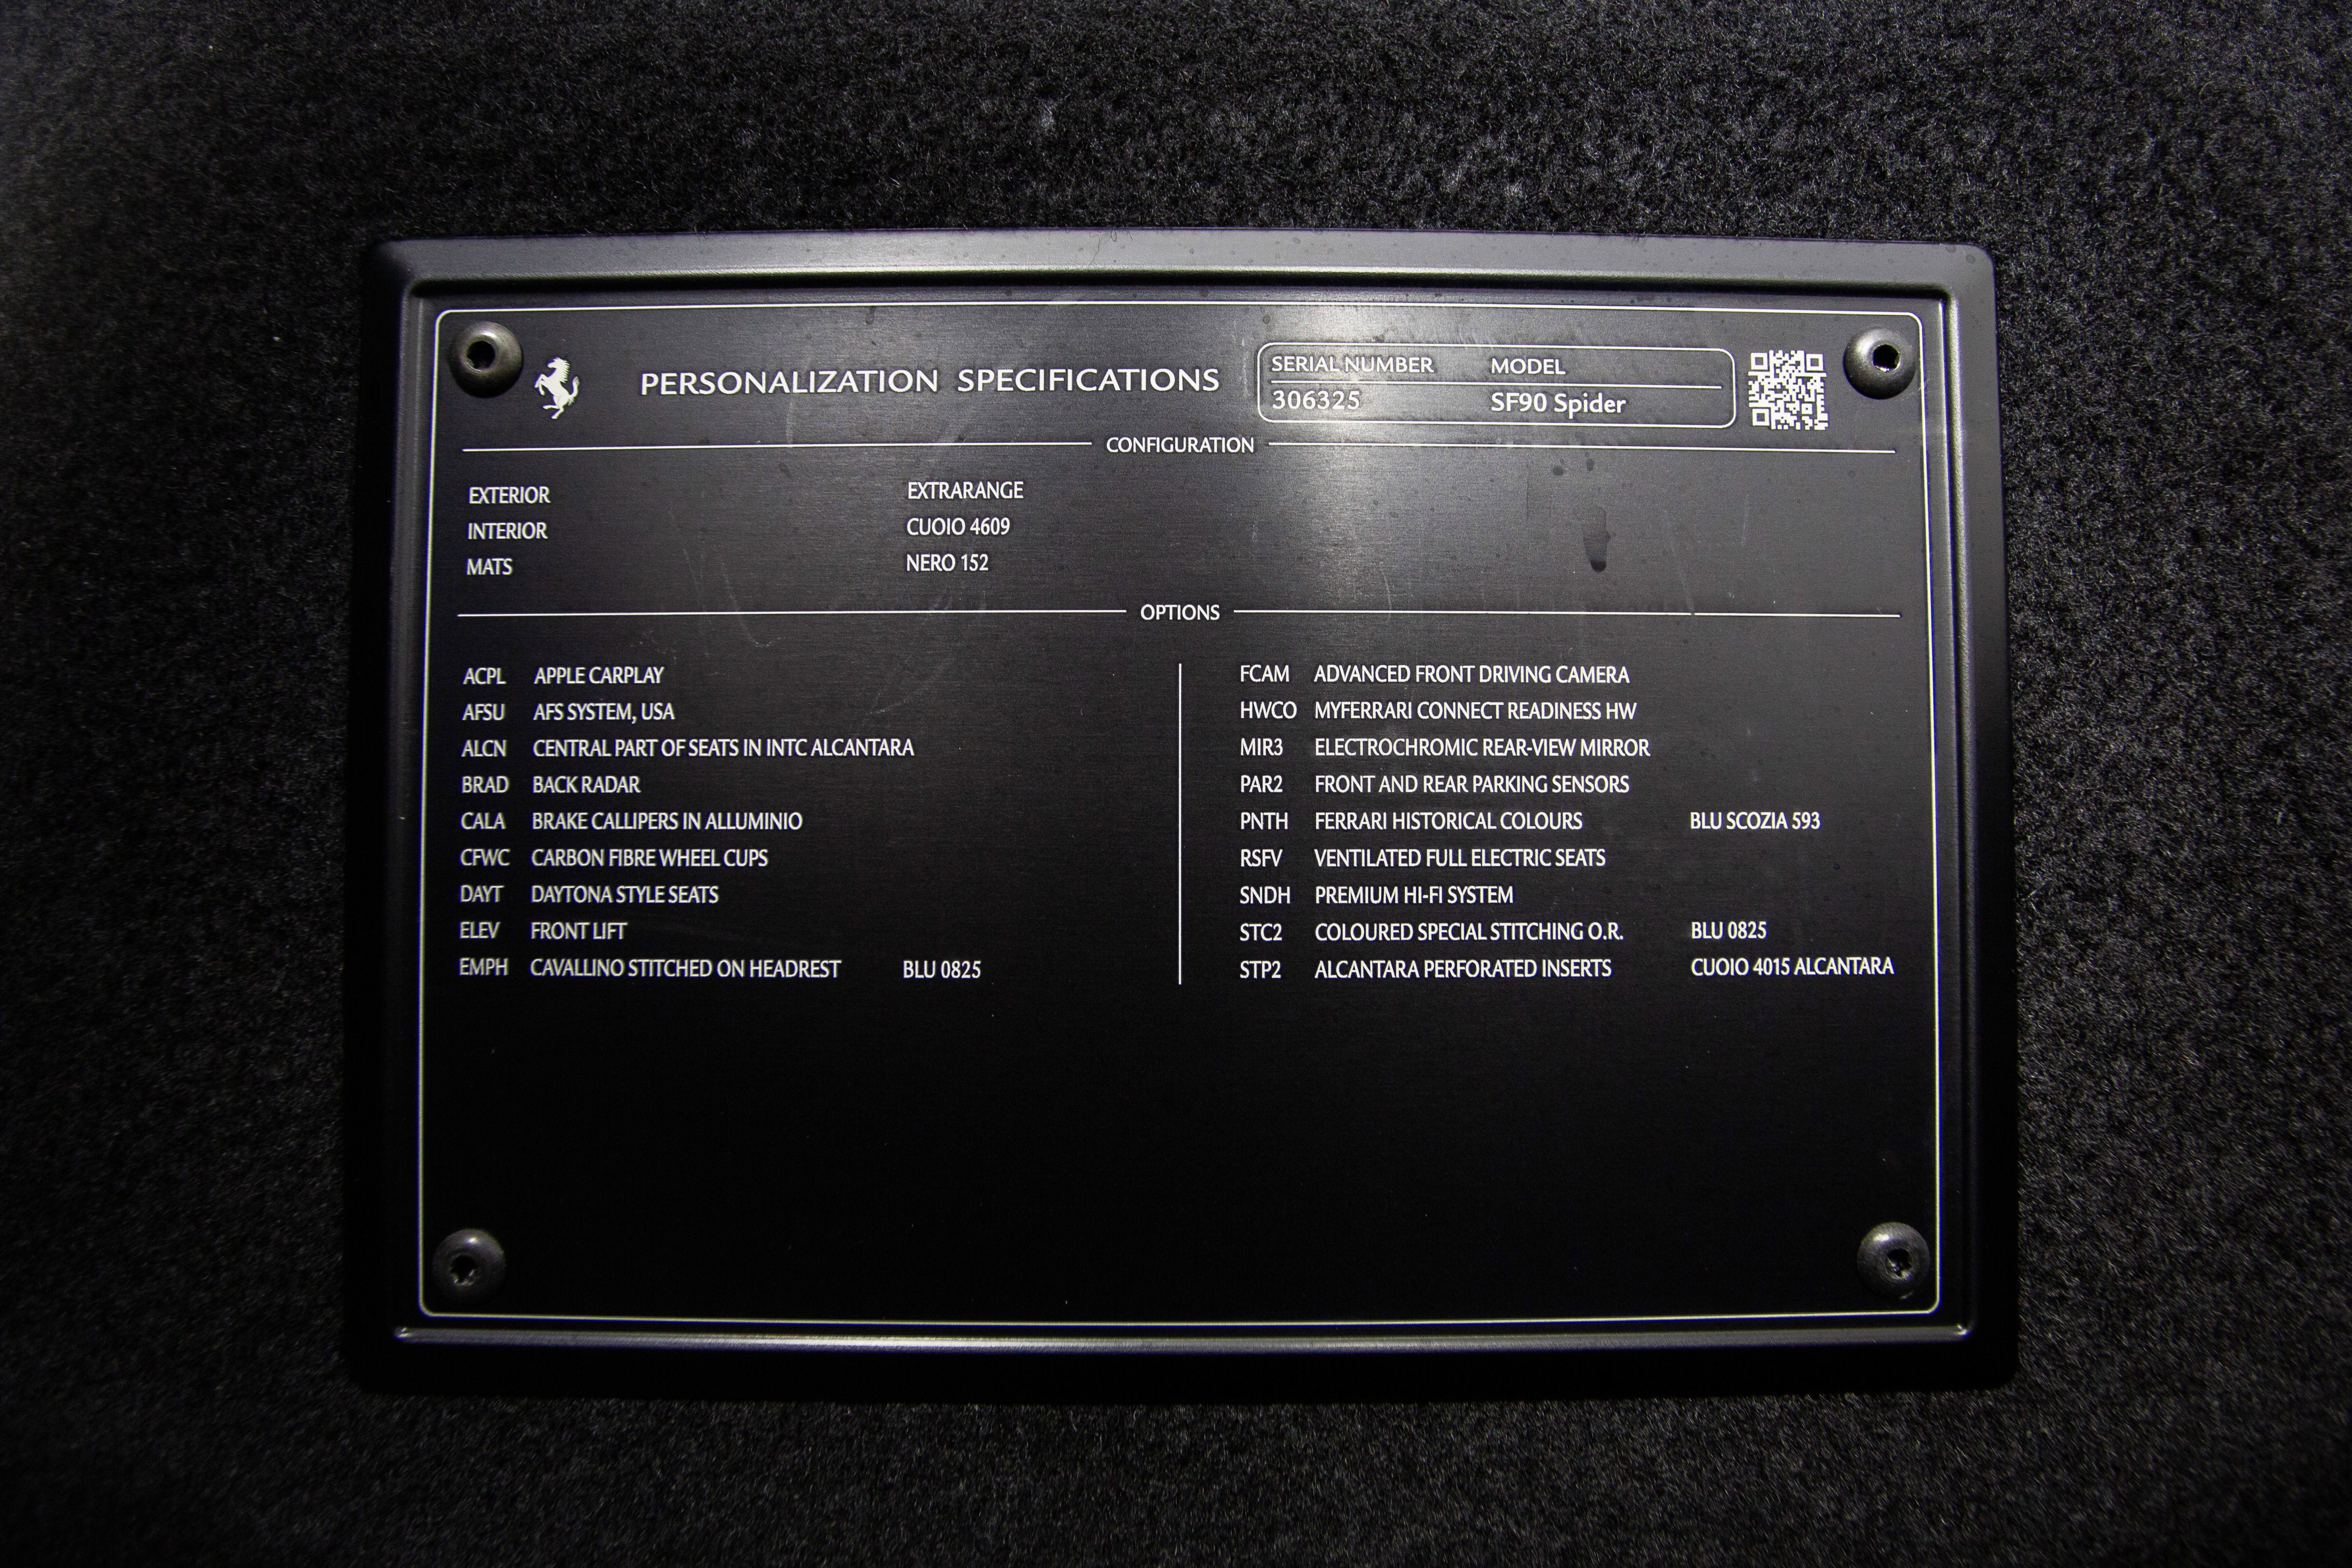 PERSONALIZATION SPECIFICATIONS
SERIAL NUMBER MODEL
306325 SF90 Spider
CONFIGURATION
EXTERIOR EXTRARANGE
INTERIOR CUOIO 4609
MATS NERO 152
OPTIONS
ACPL APPLE CARPLAY
AFSU AFS SYSTEM, USA
ALCN CENTRAL PART OF SEATS IN INTC ALCANTARA
BRAD BACK RADAR
CALA BRAKE CALLIPERS IN ALLUMINIO
CFWC CARBON FIBRE WHEEL CUPS
DAYT DAYTONA STYLE SEATS
ELEV FRONT LIFT
EMPH CAVALLINO STITCHED ON HEADREST BLU 0825
FCAM ADVANCED FRONT DRIVING CAMERA
HWCO MYFERRARI CONNECT READINESS HW
MIR3 ELECTROCHROMIC REAR-VIEW MIRROR
PAR2 FRONT AND REAR PARKING SENSORS
PNTH FERRARI HISTORICAL COLOURS BLU SCOZIA 593
RSFV VENTILATED FULL ELECTRIC SEATS
SNDH PREMIUM HI-FI SYSTEM
STC2 COLOURED SPECIAL STITCHING O.R. BLU 0825
STP2 ALCANTARA PERFORATED INSERTS CUOIO 4015 ALCANTARA